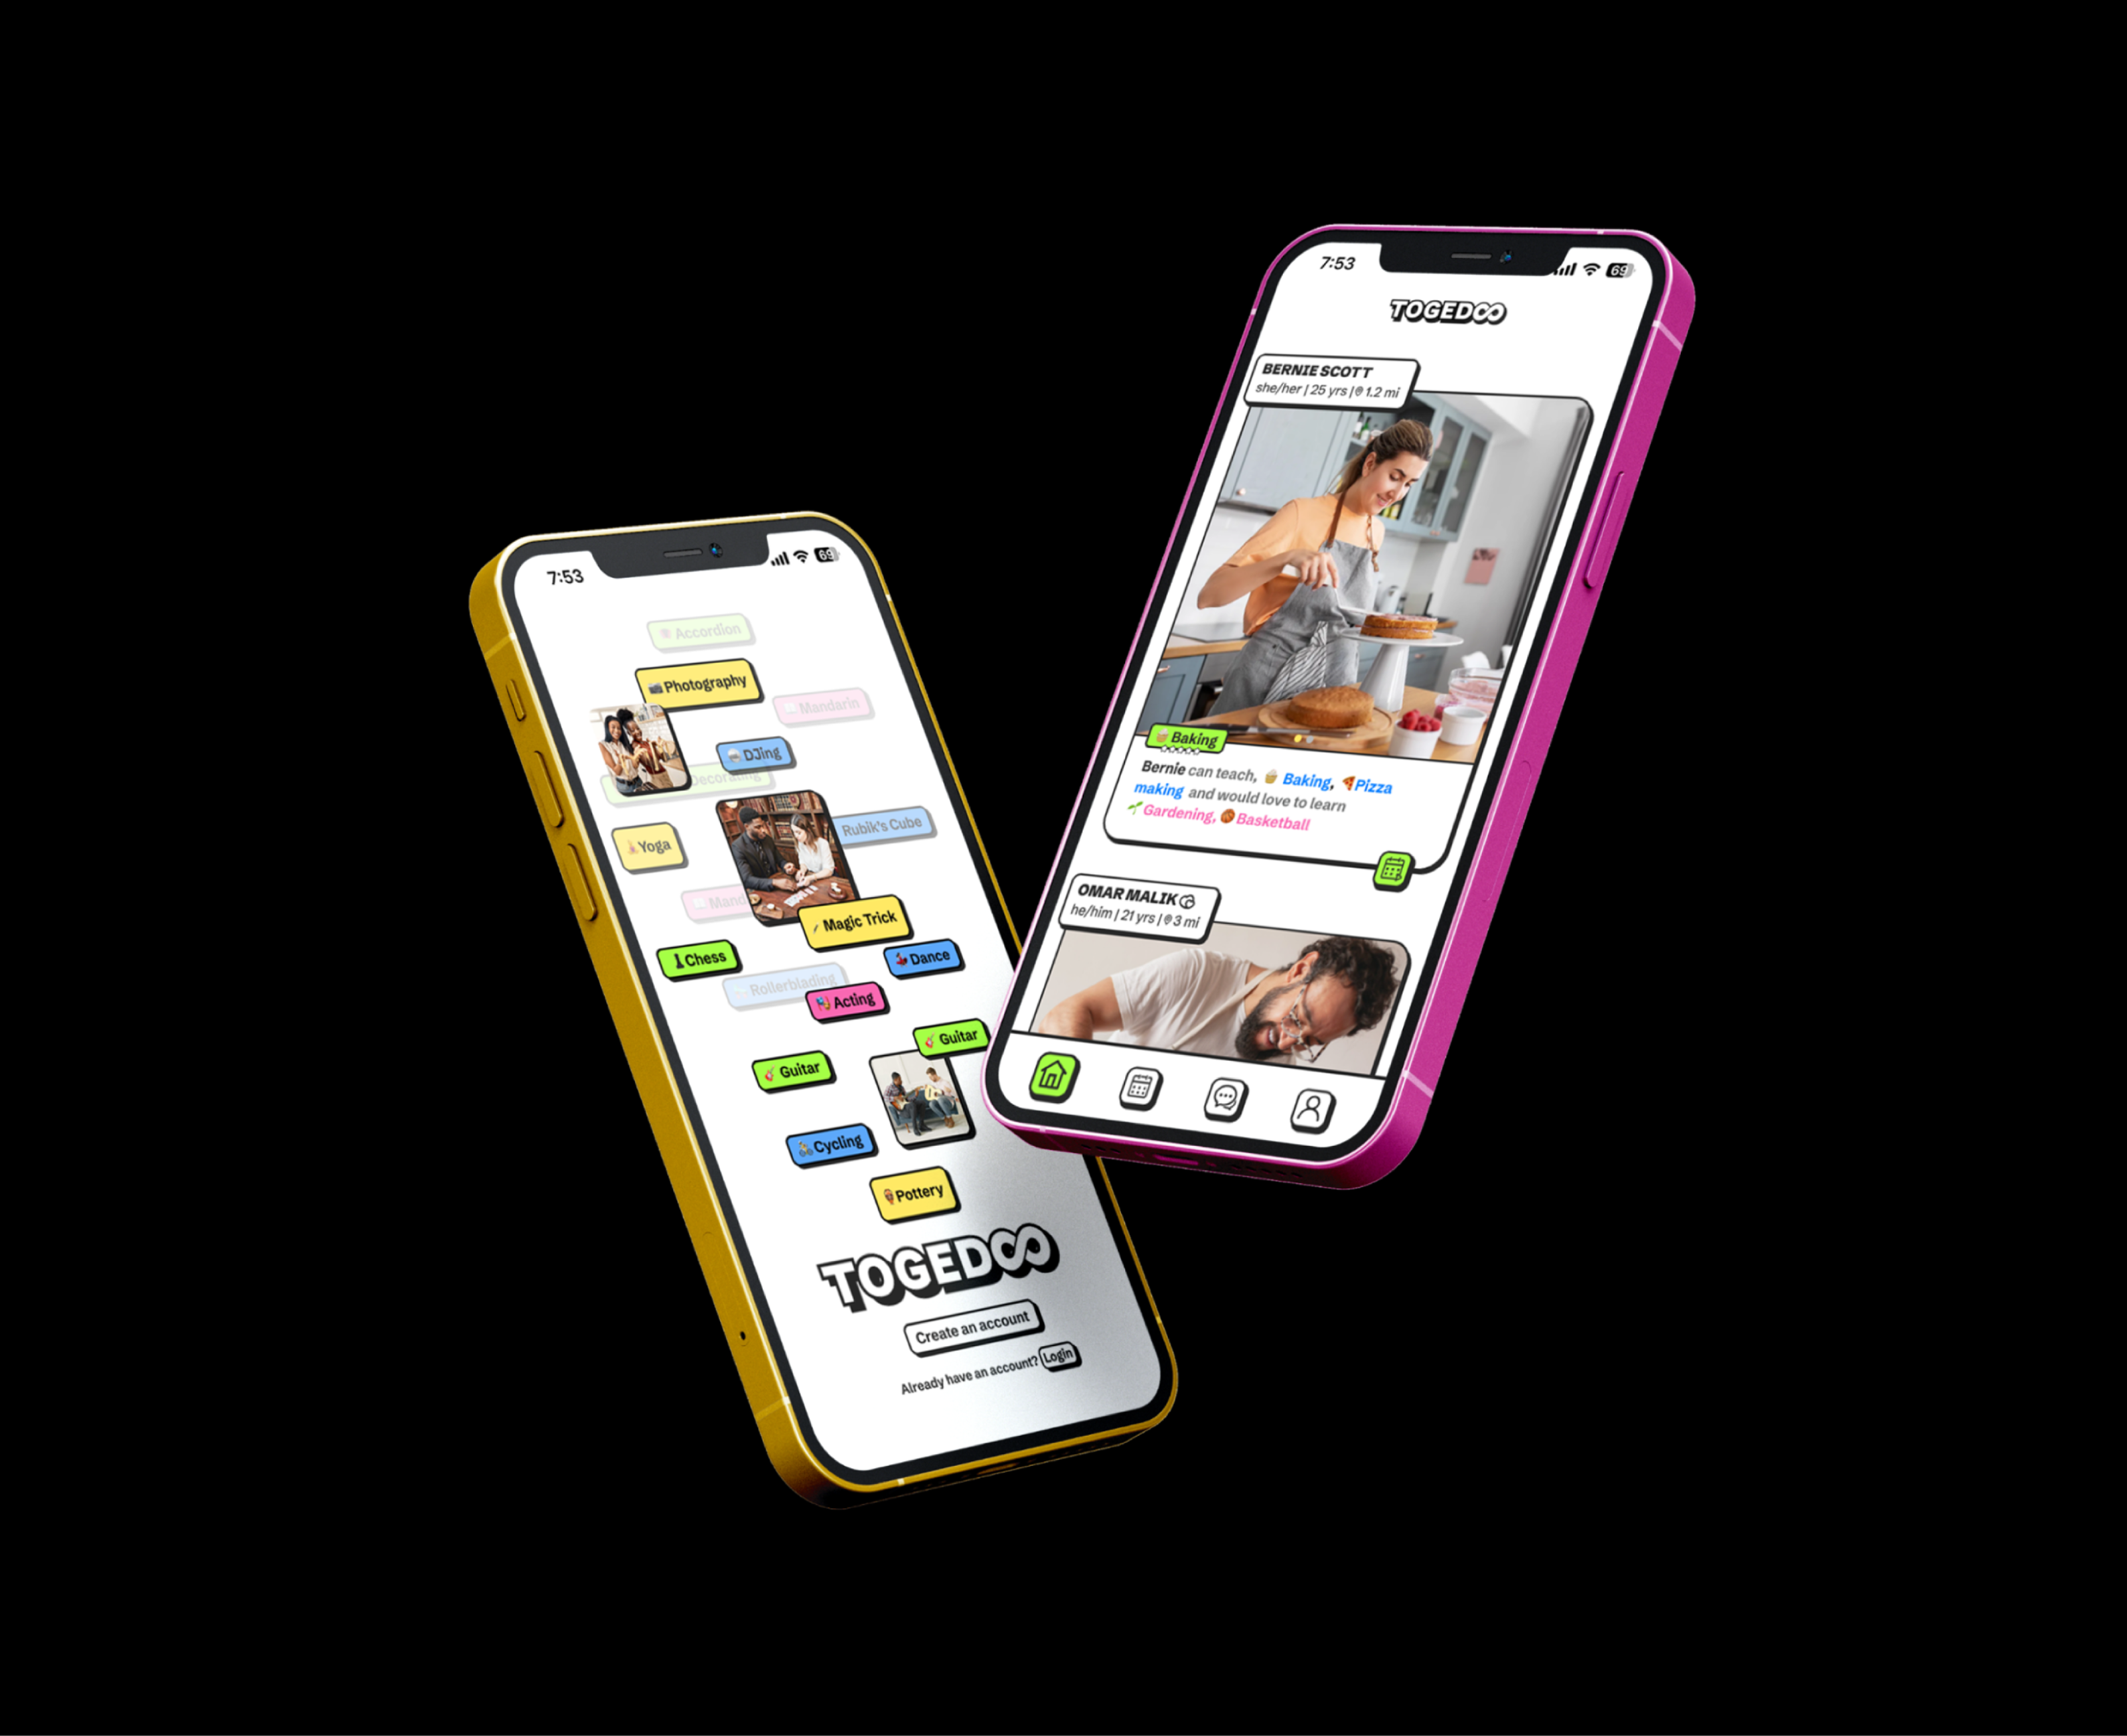 7:53
69
Accordion
Photography
Mandarin
DJing
Decorating
Rubik's Cube
Yoga
Mand
Magic Trick
Chess
Dance
Rollerblading
Acting
Guitar
Guitar
Cycling
Pottery
TOGEDOO
Create an account
Already have an account? Login
7:53
69
TOGEDOO
BERNIE SCOTT
she/her | 25 yrs | 1.2 mi
Baking
Bernie can teach, Baking, Pizza
making and would love to learn
Gardening, Basketball
OMAR MALIK
he/him | 21 yrs | 3 mi